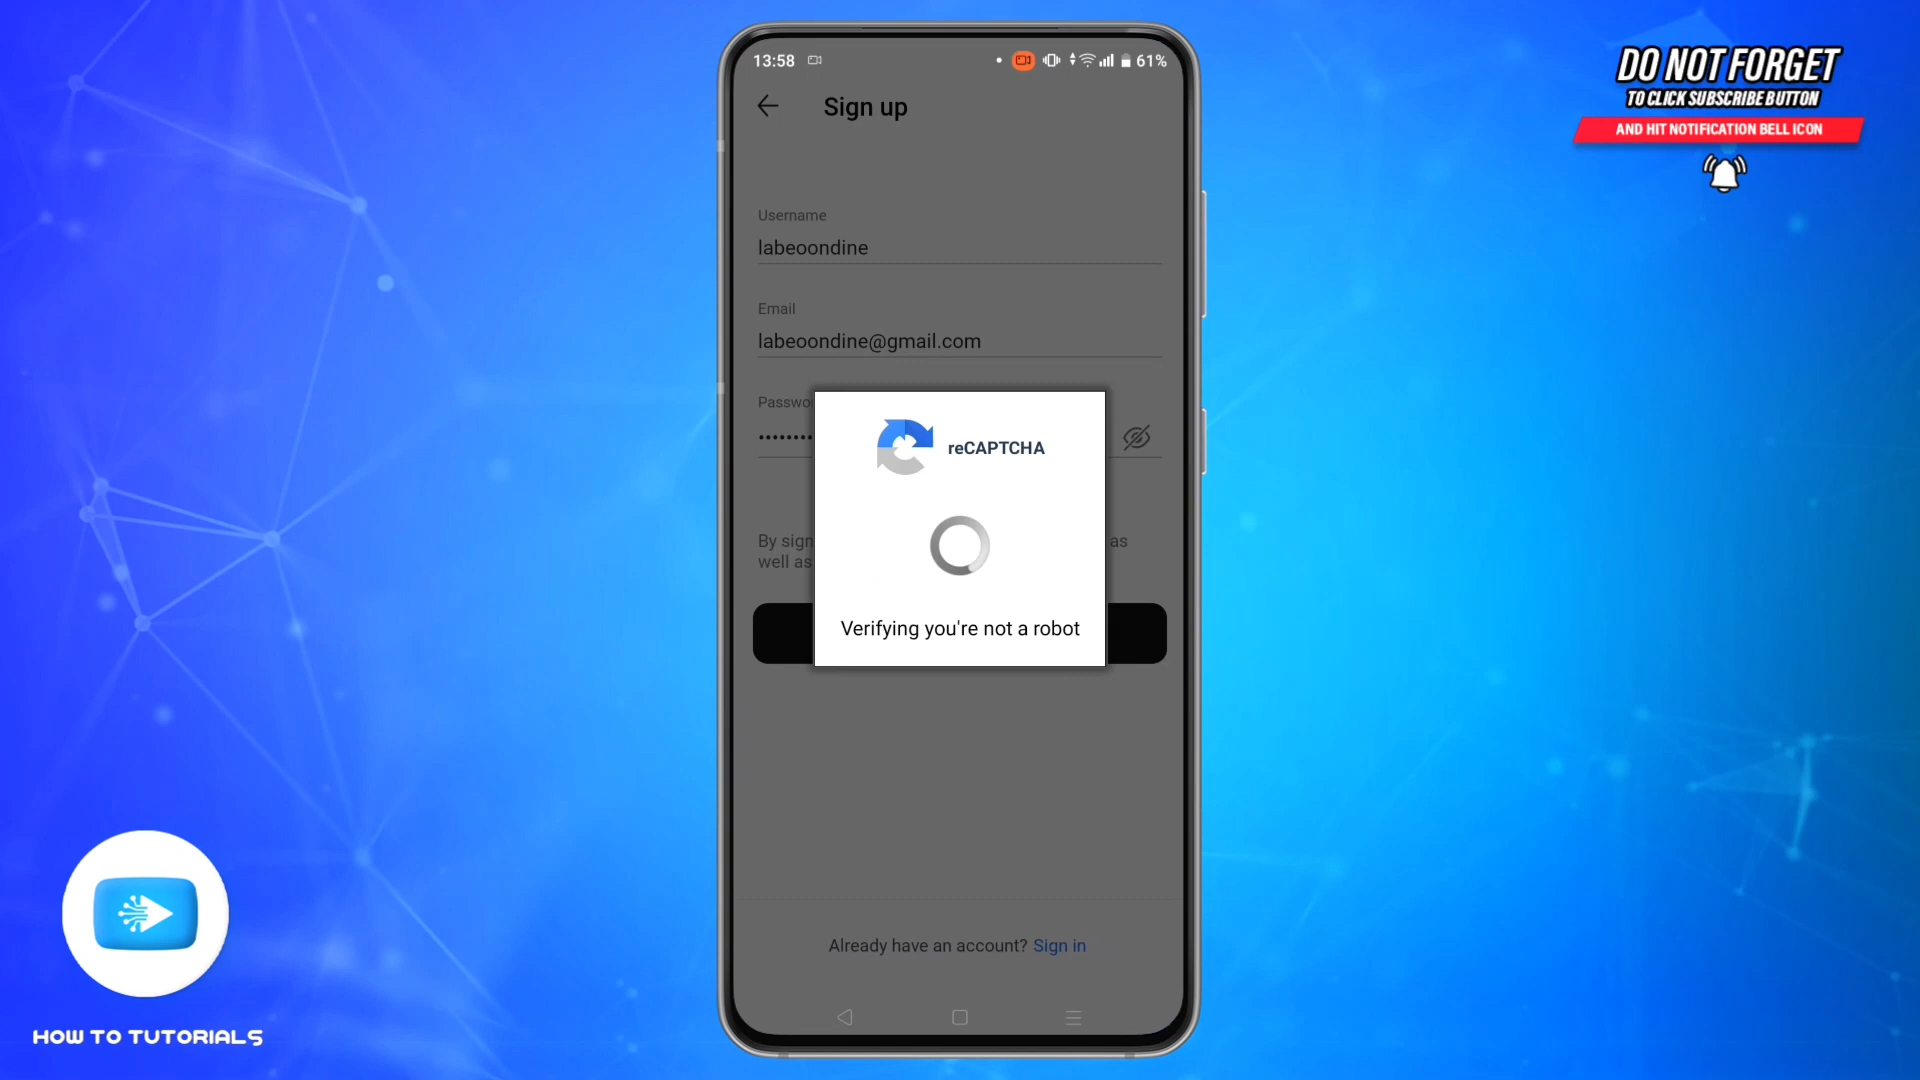 13:58
61%
Sign up
Username
labeoondine
Email
labeoondine@gmail.com
Passwo
reCAPTCHA
Verifying you're not a robot
By sign
as
well as
Already have an account? Sign in
DO NOT FORGET
TO CLICK SUBSCRIBE BUTTON
AND HIT NOTIFICATION BELL ICON
HOW TO TUTORIALS